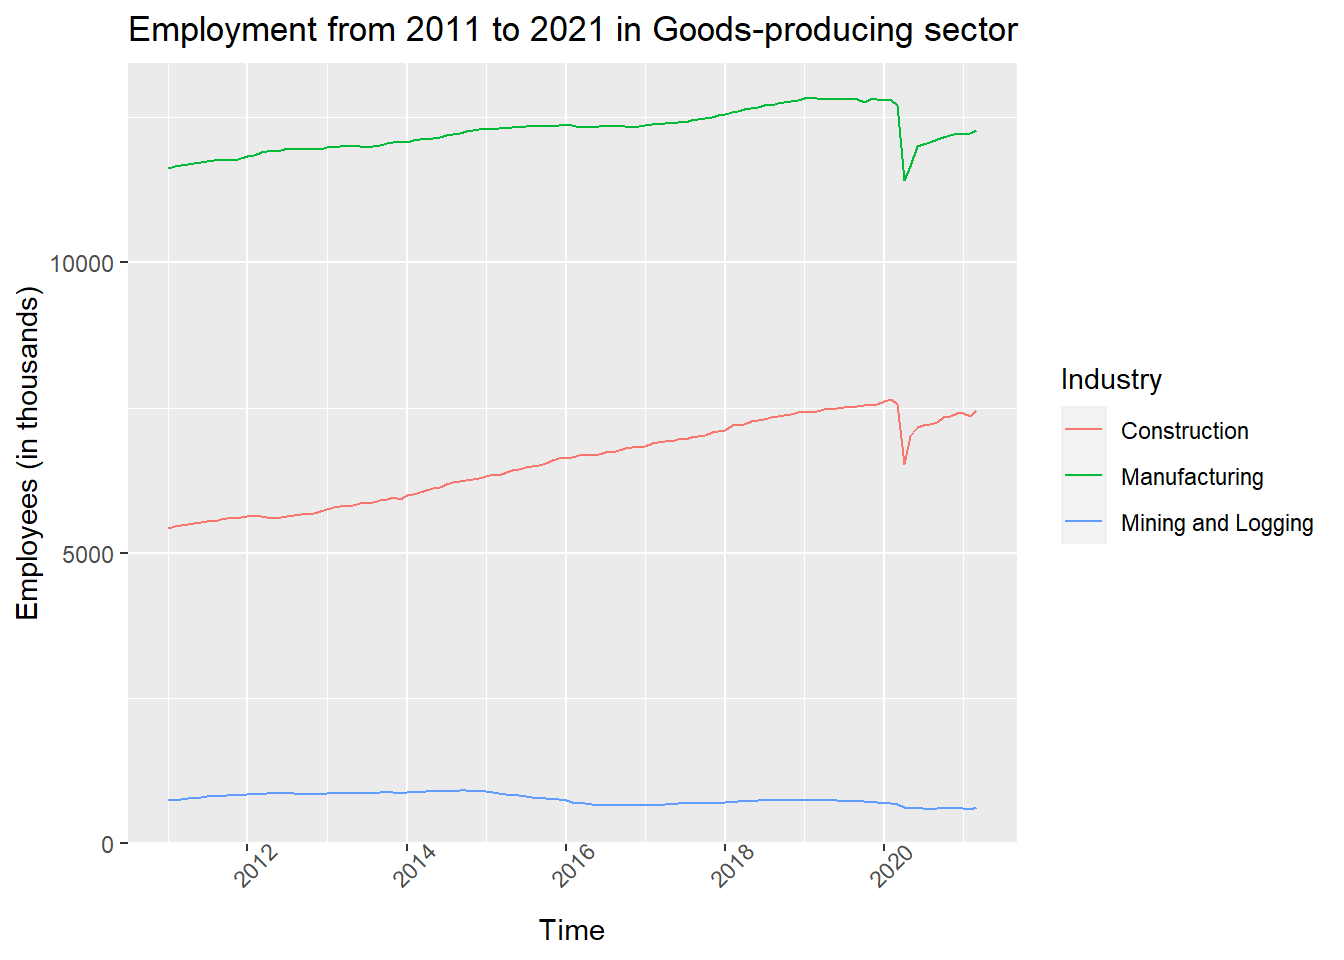 Employment from 2011 to 2021 in Goods-producing sector
Employees (in thousands)
10000
5000
0
2012
2014
2016
2018
2020
Time
Industry
Construction
Manufacturing
Mining and Logging